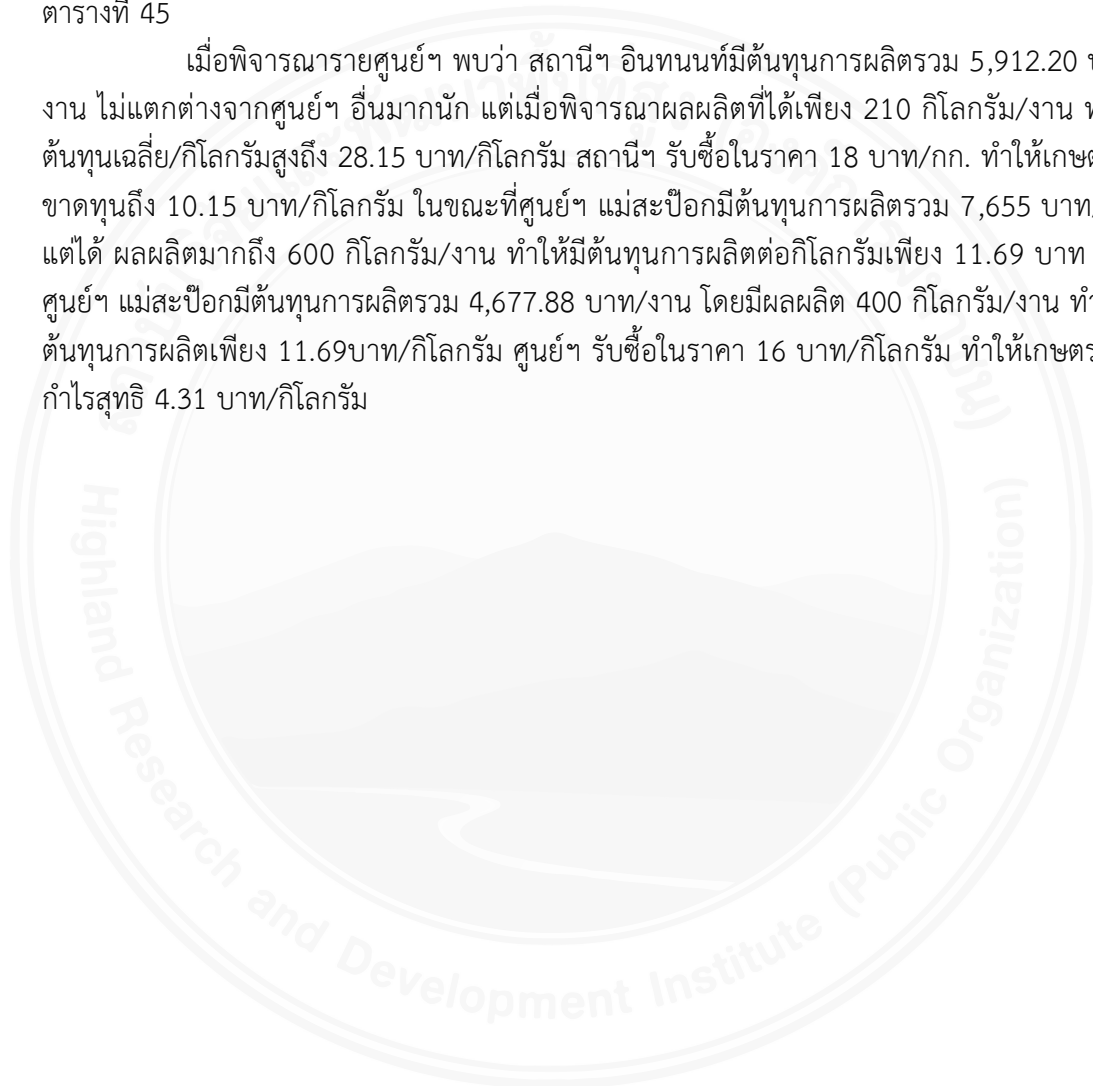 ตารางที่ 45
เมื่อพิจารณารายศูนย์ฯ พบว่า สถานีฯ อินทนนท์มีต้นทุนการผลิตรวม 5,912.20
งาน ไม่แตกต่างจากศูนย์ฯ อื่นมากนัก แต่เมื่อพิจารณาผลผลิตที่ได้เพียง 210 กิโลกรัม/งาน
ต้นทุนเฉลี่ย/กิโลกรัมสูงถึง 28.15 บาท/กิโลกรัม สถานีฯ รับซื้อในราคา 18 บาท/กก. ทำให้เกษต
ขาดทุนถึง 10.15 บาท/กิโลกรัม ในขณะที่ศูนย์ฯ แม่สะป๊อกมีต้นทุนการผลิตรวม 7,655 บาท/
แต่ได้ ผลผลิตมากถึง 600 กิโลกรัม/งาน ทำให้มีต้นทุนการผลิตต่อกิโลกรัมเพียง 11.69 บาท
ศูนย์ฯ แม่สะป๊อกมีต้นทุนการผลิตรวม 4,677.88 บาท/งาน โดยมีผลผลิต 400 กิโลกรัม/งาน ทำ
ต้นทุนการผลิตเพียง 11.69บาท/กิโลกรัม ศูนย์ฯ รับซื้อในราคา 16 บาท/กิโลกรัม ทำให้เกษตร
กำไรสุทธิ 4.31 บาท/กิโลกรัม
Highland Research and Development Institute (Public Organization)